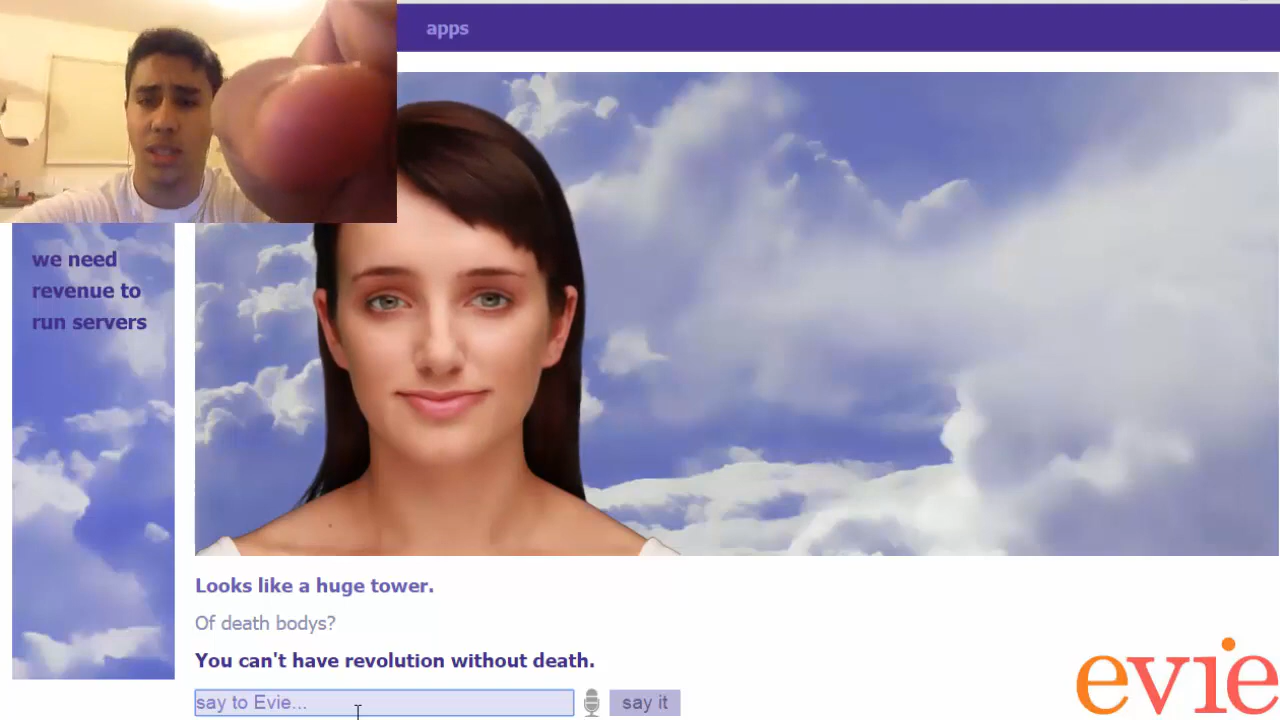 apps
we need
revenue to
run servers
Looks like a huge tower.
Of death bodys?
You can't have revolution without death.
say to Evie...
say it
evie